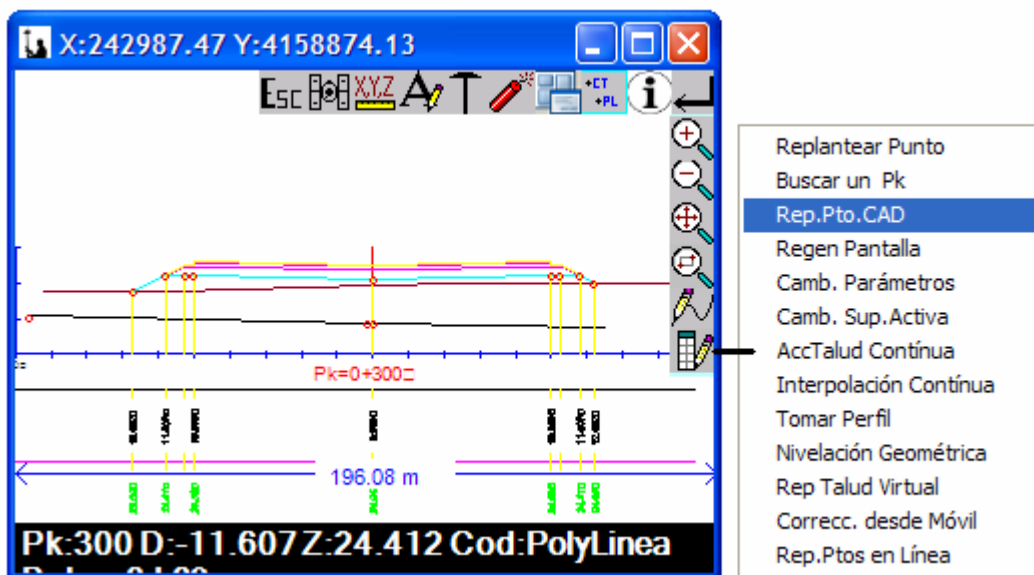 X:242987.47 Y:4158874.13
Esc X,Y,Z A T +CT +PL i
Replantear Punto
Buscar un Pk
Rep.Pto.CAD
Regen Pantalla
Camb. Parámetros
Camb. Sup.Activa
AccTalud Contínua
Interpolación Contínua
Tomar Perfil
Nivelación Geométrica
Rep Talud Virtual
Correcc. desde Móvil
Rep.Ptos en Línea
Pk=0+300
196.08 m
Pk:300 D:-11.607 Z:24.412 Cod:PolyLinea